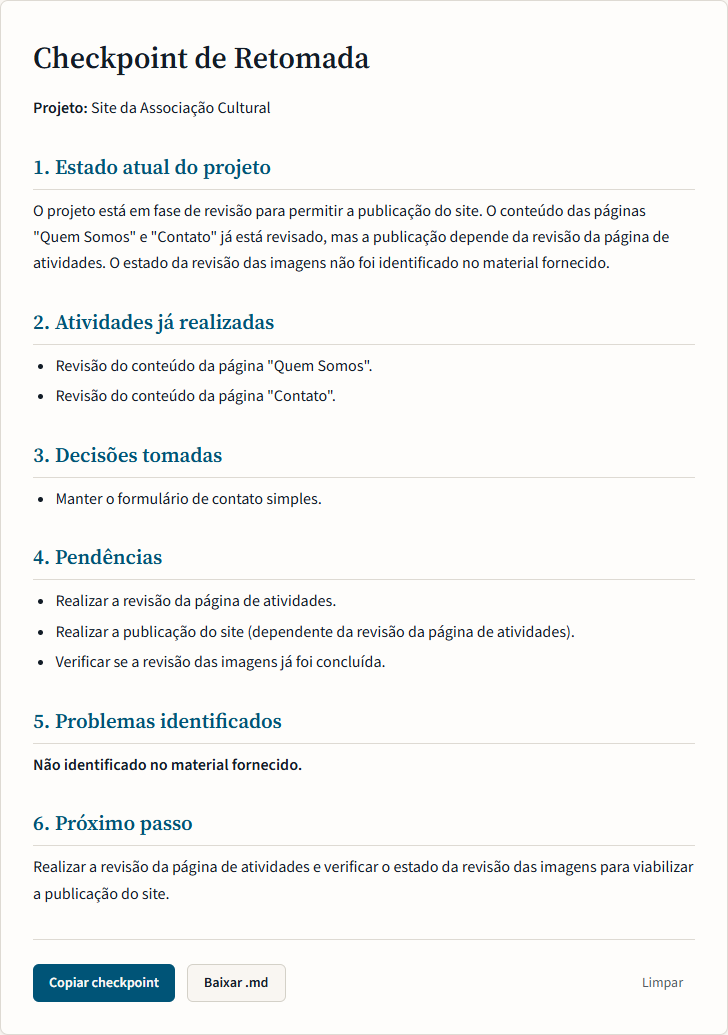 Checkpoint de Retomada
Projeto: Site da Associação Cultural
1. Estado atual do projeto
O projeto está em fase de revisão para permitir a publicação do site. O conteúdo das páginas
"Quem Somos" e "Contato" já está revisado, mas a publicação depende da revisão da página de
atividades. O estado da revisão das imagens não foi identificado no material fornecido.
2. Atividades já realizadas
• Revisão do conteúdo da página "Quem Somos".
• Revisão do conteúdo da página "Contato".
3. Decisões tomadas
• Manter o formulário de contato simples.
4. Pendências
• Realizar a revisão da página de atividades.
• Realizar a publicação do site (dependente da revisão da página de atividades).
• Verificar se a revisão das imagens já foi concluída.
5. Problemas identificados
Não identificado no material fornecido.
6. Próximo passo
Realizar a revisão da página de atividades e verificar o estado da revisão das imagens para viabilizar
a publicação do site.
Copiar checkpoint Baixar .md Limpar